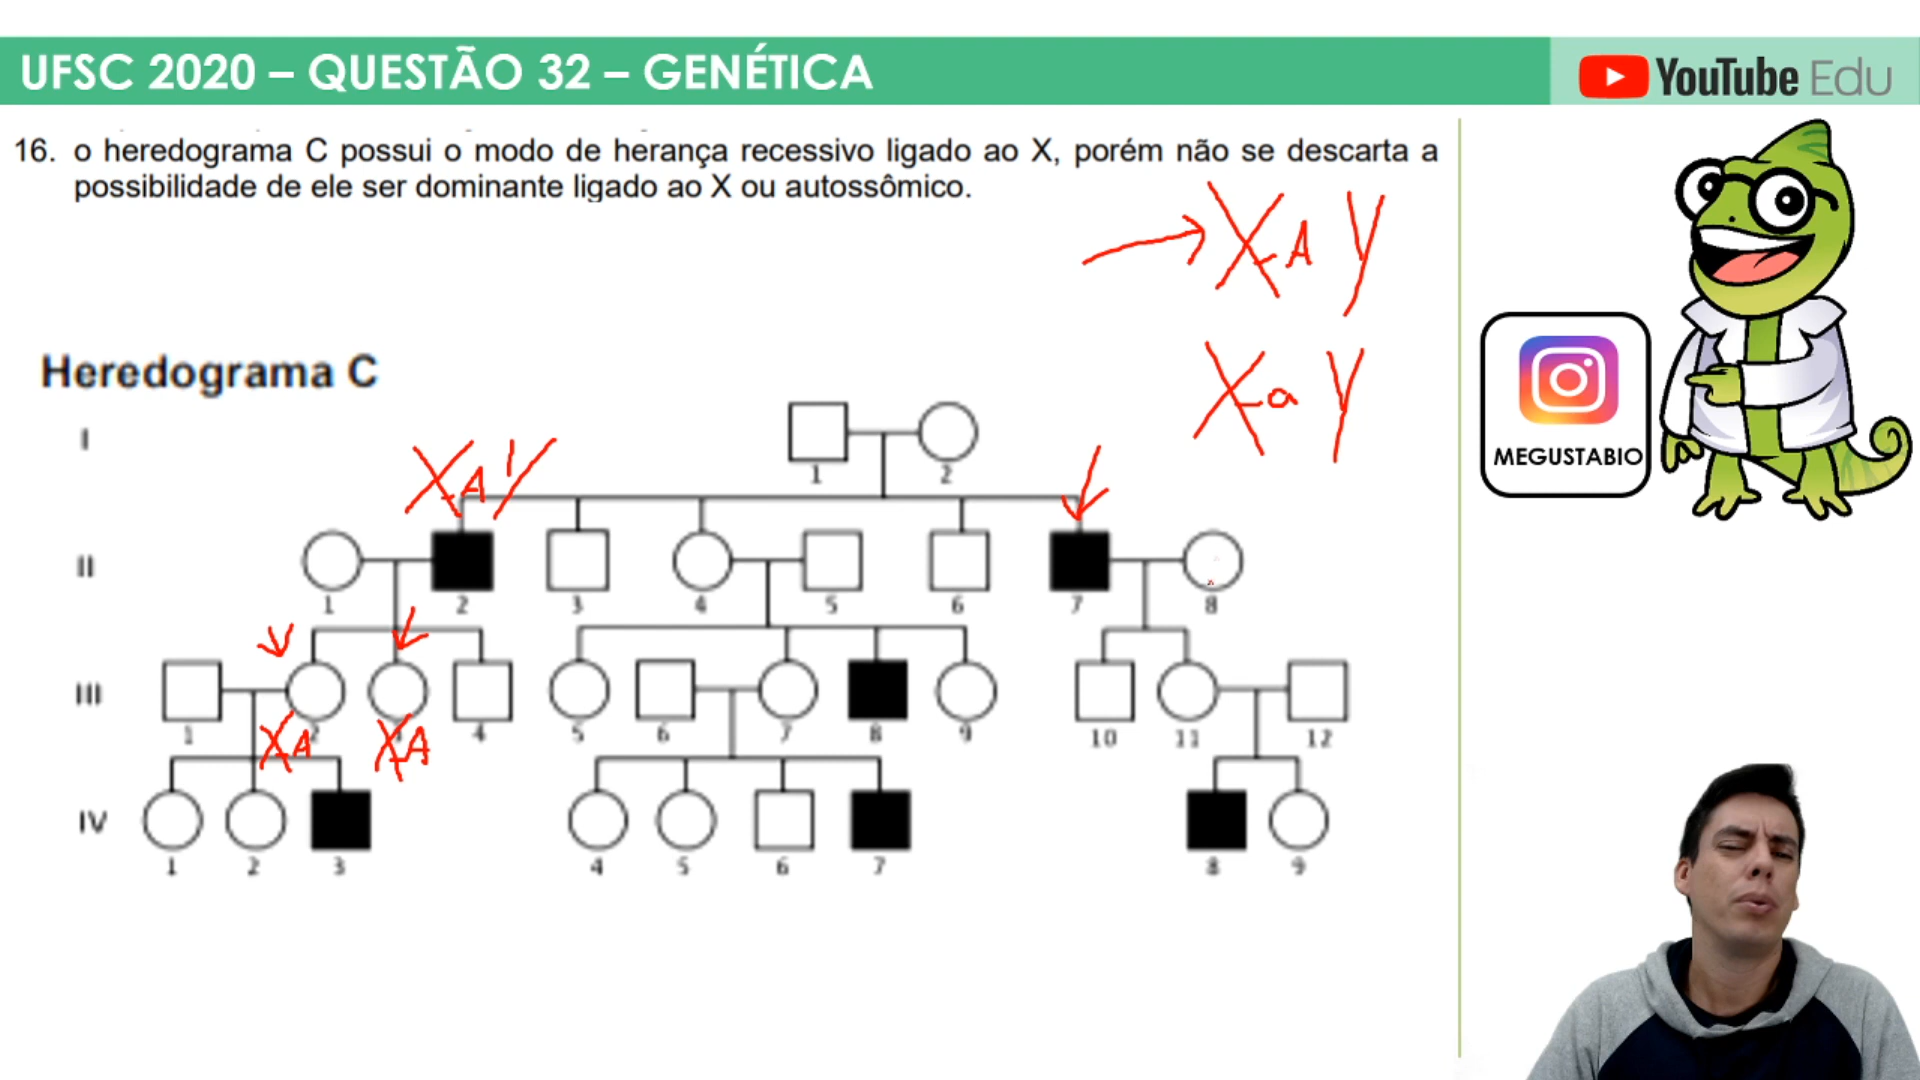 UFSC 2020 – QUESTÃO 32 – GENÉTICA
YouTube Edu
16. o heredograma C possui o modo de herança recessivo ligado ao X, porém não se descarta a
possibilidade de ele ser dominante ligado ao X ou autossômico.
XA Y
Xa Y
MEGUSTABIO
Heredograma C
I
1 2
XA Y
II
1 2 3 4 5 6 7 8
III
1 2 4 5 6 7 8 9 10 11 12
XA XA
IV
1 2 3 4 5 6 7 8 9